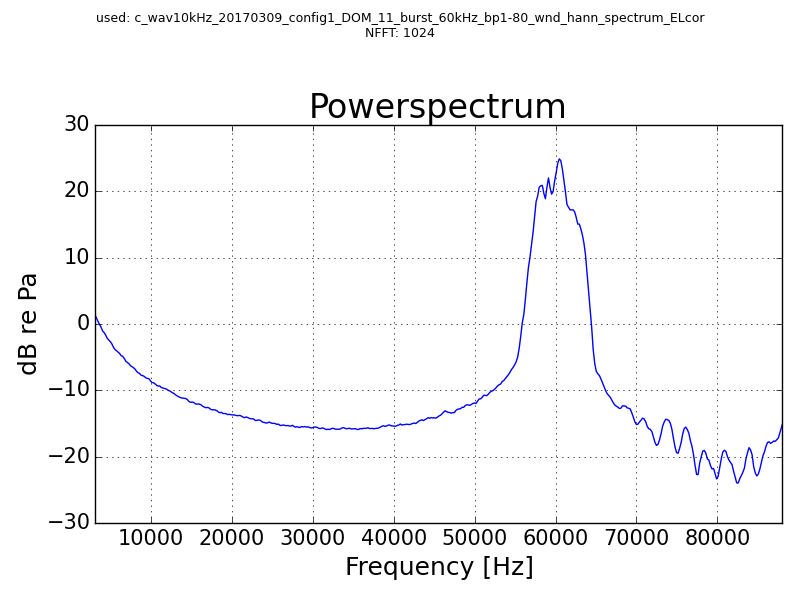 used: c_wav10kHz_20170309_config1_DOM_11_burst_60kHz_bp1-80_wnd_hann_spectrum_ELcor
NFFT: 1024
Powerspectrum
30
20
10
0
−10
−20
−30
dB re Pa
10000 20000 30000 40000 50000 60000 70000 80000
Frequency [Hz]